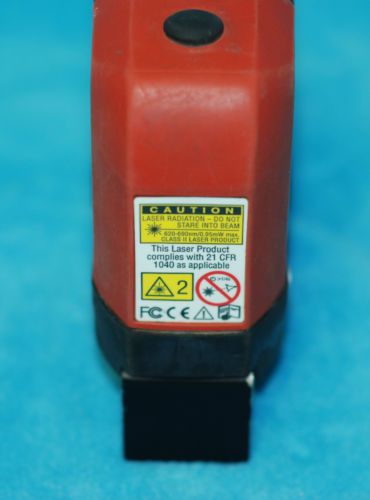 CAUTION
LASER RADIATION – DO NOT
STARE INTO BEAM
620-690nm/0.95mW max.
CLASS II LASER PRODUCT
This Laser Product
complies with 21 CFR
1040 as applicable
2
FC CE